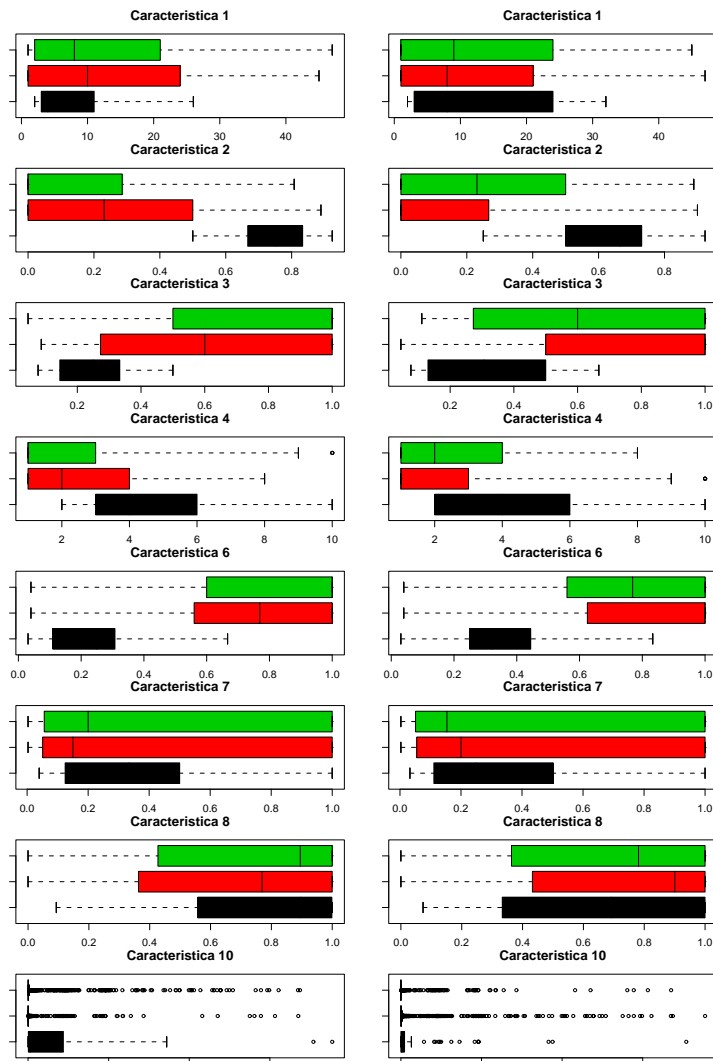 Caracteristica 1
0 10 20 30 40
Caracteristica 2
0.0 0.2 0.4 0.6 0.8
Caracteristica 3
0.2 0.4 0.6 0.8 1.0
Caracteristica 4
2 4 6 8 10
Caracteristica 6
0.0 0.2 0.4 0.6 0.8 1.0
Caracteristica 7
0.0 0.2 0.4 0.6 0.8 1.0
Caracteristica 8
0.0 0.2 0.4 0.6 0.8 1.0
Caracteristica 10
Caracteristica 1
0 10 20 30 40
Caracteristica 2
0.0 0.2 0.4 0.6 0.8
Caracteristica 3
0.2 0.4 0.6 0.8 1.0
Caracteristica 4
2 4 6 8 10
Caracteristica 6
0.0 0.2 0.4 0.6 0.8 1.0
Caracteristica 7
0.0 0.2 0.4 0.6 0.8 1.0
Caracteristica 8
0.0 0.2 0.4 0.6 0.8 1.0
Caracteristica 10